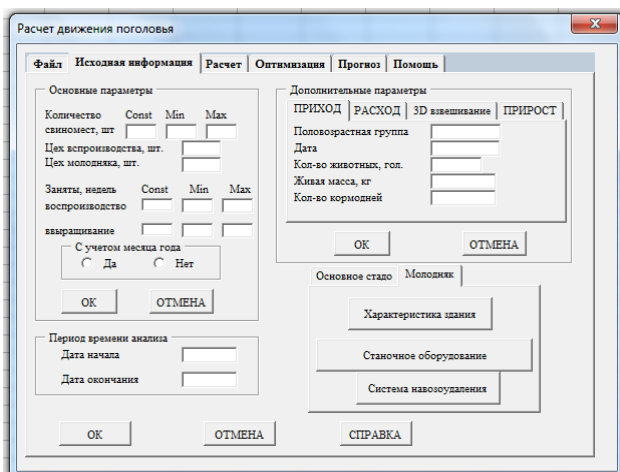 Расчет движения поголовья
Файл Исходная информация Расчет Оптимизация Прогноз Помощь
Основные параметры
Количество свиномест, шт Const Min Max
Цех вспроизводства, шт.
Цех молодняка, шт.
Заняты, недель Const Min Max
воспроизводство
ввыращивание
С учетом месяца года
Да Нет
ОК ОТМЕНА
Период времени анализа
Дата начала
Дата окончания
Дополнительные параметры
ПРИХОД РАСХОД 3D взвешивание ПРИРОСТ
Половозрастная группа
Дата
Кол-во животных, гол.
Живая масса, кг
Кол-во кормодней
ОК ОТМЕНА
Основное стадо Молодняк
Характеристика здания
Станочное оборудование
Система навозоудаления
ОК ОТМЕНА СПРАВКА